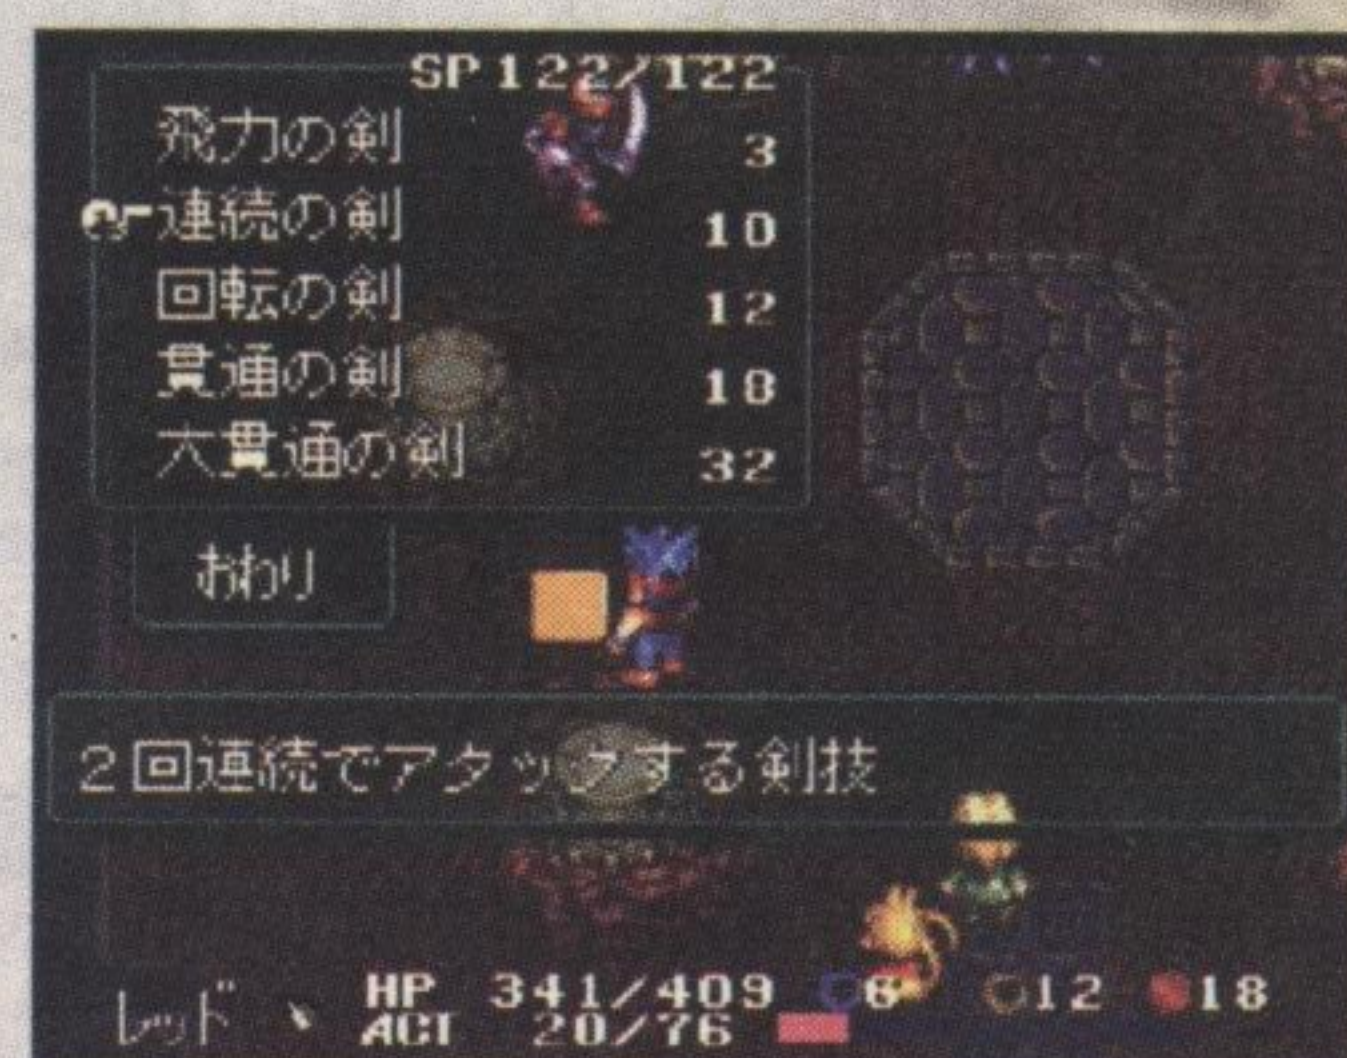 SP122/122
飛力の剣 3
連続の剣 10
回転の剣 12
貫通の剣 18
大貫通の剣 32
おわり
2回連続でアタックする剣技
レッド HP 341/409 6 12 18
ACT 20/76